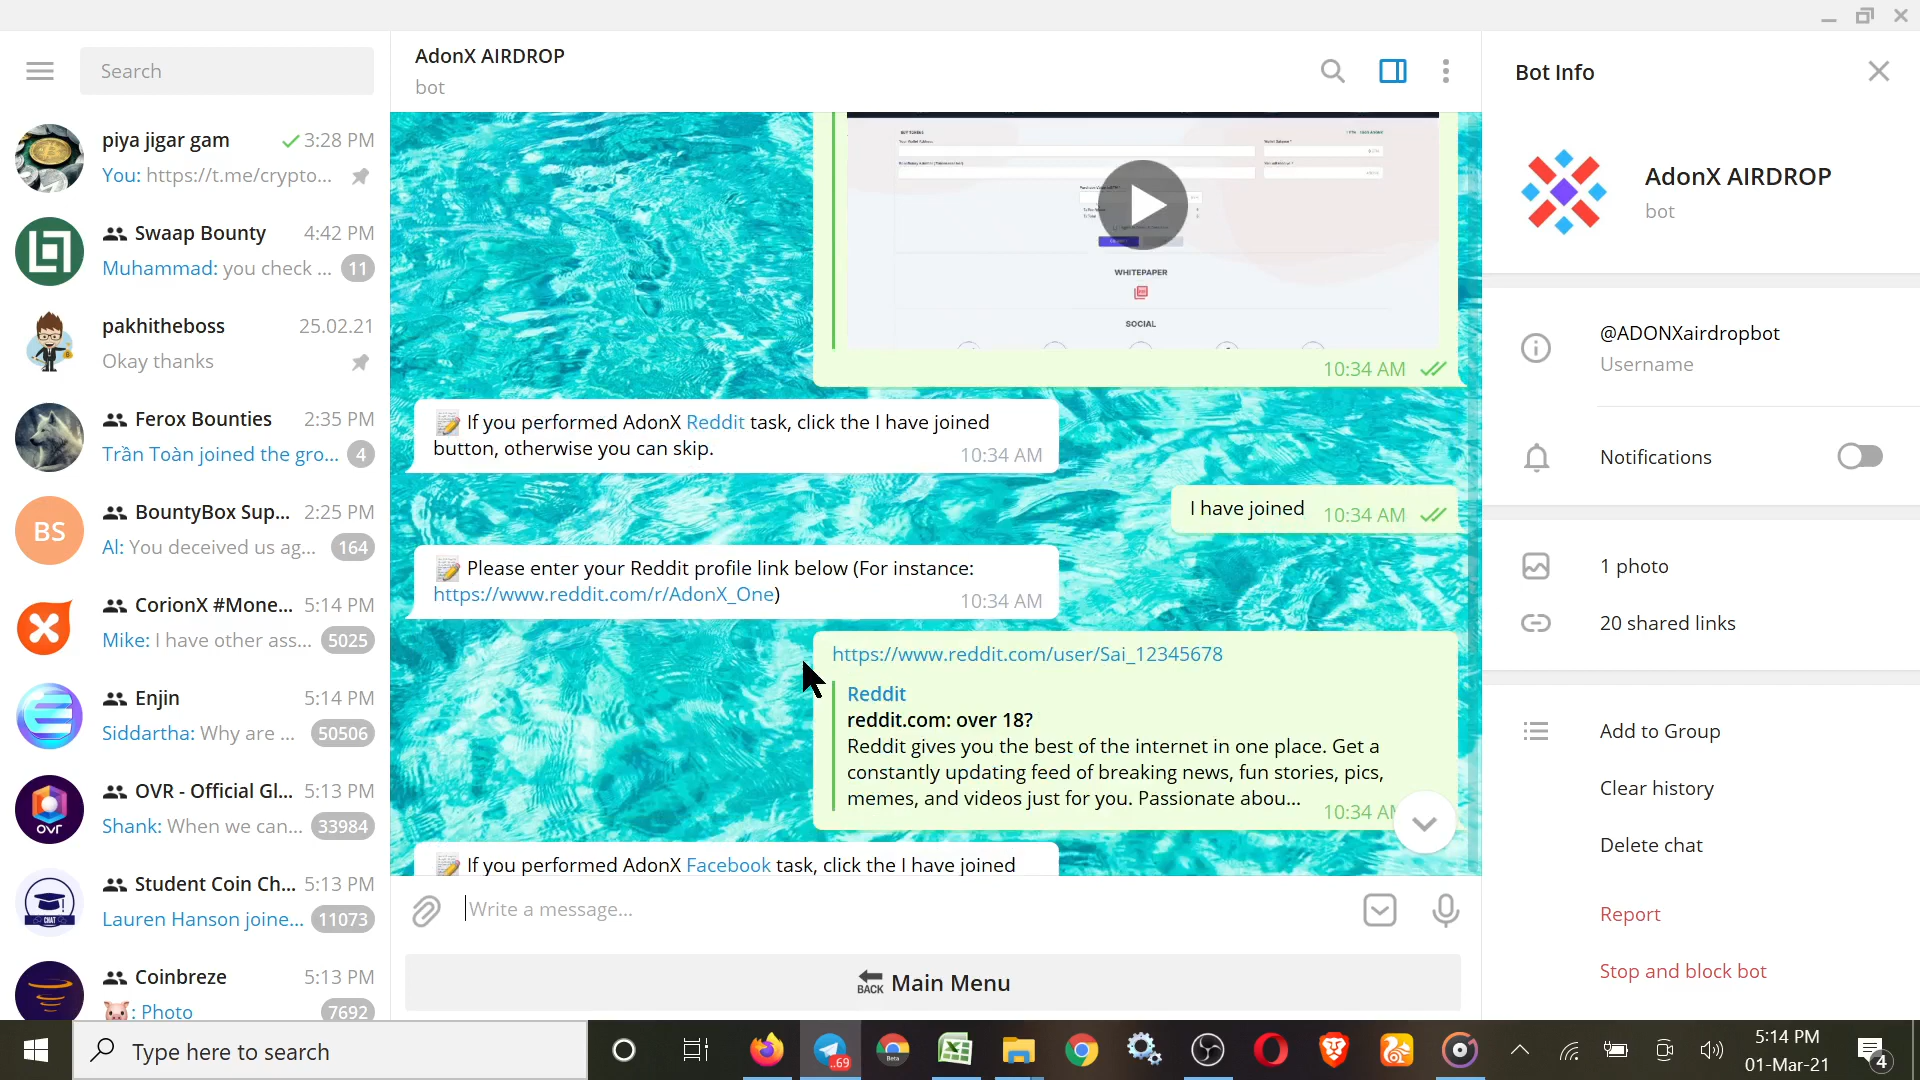 Search
piya jigar gam
3:28 PM
You: https://t.me/crypto...
Swaap Bounty
4:42 PM
Muhammad: you check ...
11
pakhitheboss
25.02.21
Okay thanks
Ferox Bounties
2:35 PM
Trần Toàn joined the gro...
4
BS
BountyBox Sup...
2:25 PM
Al: You deceived us ag...
164
CorionX #Mone...
5:14 PM
Mike: I have other ass...
5025
Enjin
5:14 PM
Siddartha: Why are ...
50506
OVR
OVR - Official Gl...
5:13 PM
Shank: When we can...
33984
CHAT
Student Coin Ch...
5:13 PM
Lauren Hanson joine...
11073
Coinbreze
5:13 PM
: Photo
7692
AdonX AIRDROP
bot
BUY TOKENS
WHITEPAPER
SOCIAL
10:34 AM
If you performed AdonX Reddit task, click the I have joined
button, otherwise you can skip.
10:34 AM
I have joined
10:34 AM
Please enter your Reddit profile link below (For instance:
https://www.reddit.com/r/AdonX_One)
10:34 AM
https://www.reddit.com/user/Sai_12345678
Reddit
reddit.com: over 18?
Reddit gives you the best of the internet in one place. Get a
constantly updating feed of breaking news, fun stories, pics,
memes, and videos just for you. Passionate abou...
10:34 AM
If you performed AdonX Facebook task, click the I have joined
Write a message...
BACK Main Menu
Bot Info
AdonX AIRDROP
bot
@ADONXairdropbot
Username
Notifications
1 photo
20 shared links
Add to Group
Clear history
Delete chat
Report
Stop and block bot
Type here to search
..69
Beta
5:14 PM
01-Mar-21
4